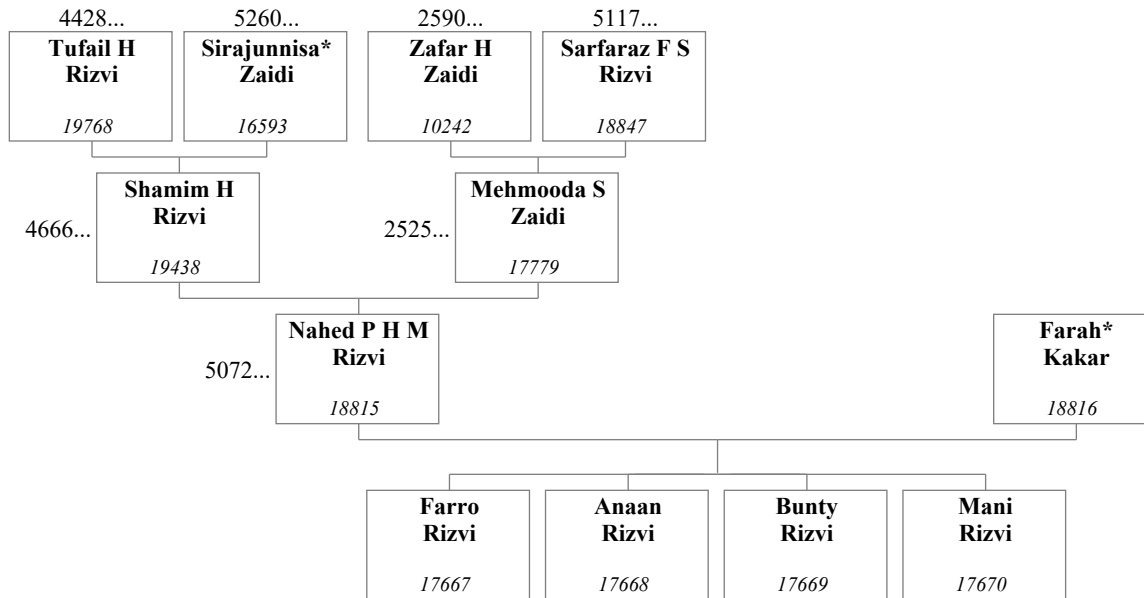 4428... 5260... 2590... 5117...
Tufail H Sirajunnisa* Zafar H Sarfaraz F S
Rizvi Zaidi Zaidi Rizvi
19768 16593 10242 18847
Shamim H Mehmooda S
Rizvi Zaidi
4666... 2525...
19438 17779
Nahed P H M Farah*
Rizvi Kakar
5072...
18815 18816
Farro Anaan Bunty Mani
Rizvi Rizvi Rizvi Rizvi
17667 17668 17669 17670